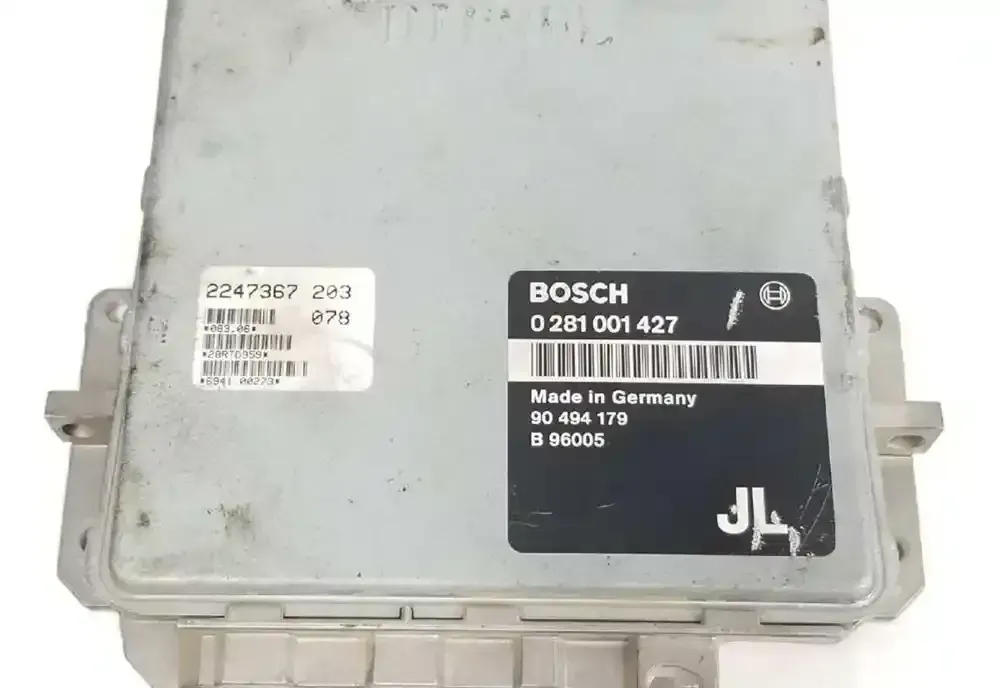 2247367 203
078
*083.06*
*28RTD959*
*6941 00273*
BOSCH
0 281 001 427
Made in Germany
90 494 179
B 96005
JL